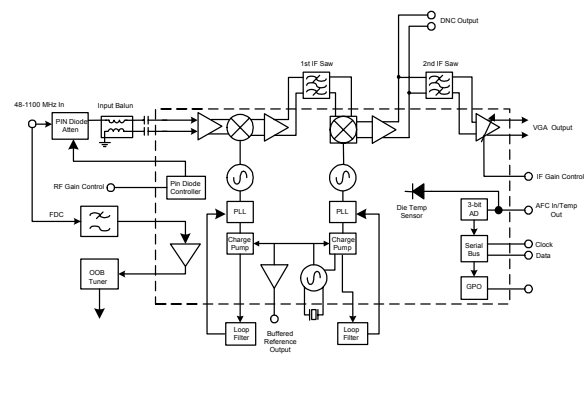 DNC Output
1st IF Saw
2nd IF Saw
48-1100 MHz In
Input Balun
PIN Diode
Atten
VGA Output
IF Gain Control
Pin Diode
Controller
RF Gain Control
Die Temp
Sensor
3-bit
AD
AFC In/Temp
Out
FDC
PLL
PLL
Charge
Pump
Charge
Pump
Serial
Bus
Clock
Data
OOB
Tuner
GPO
Loop
Filter
Buffered
Reference
Output
Loop
Filter